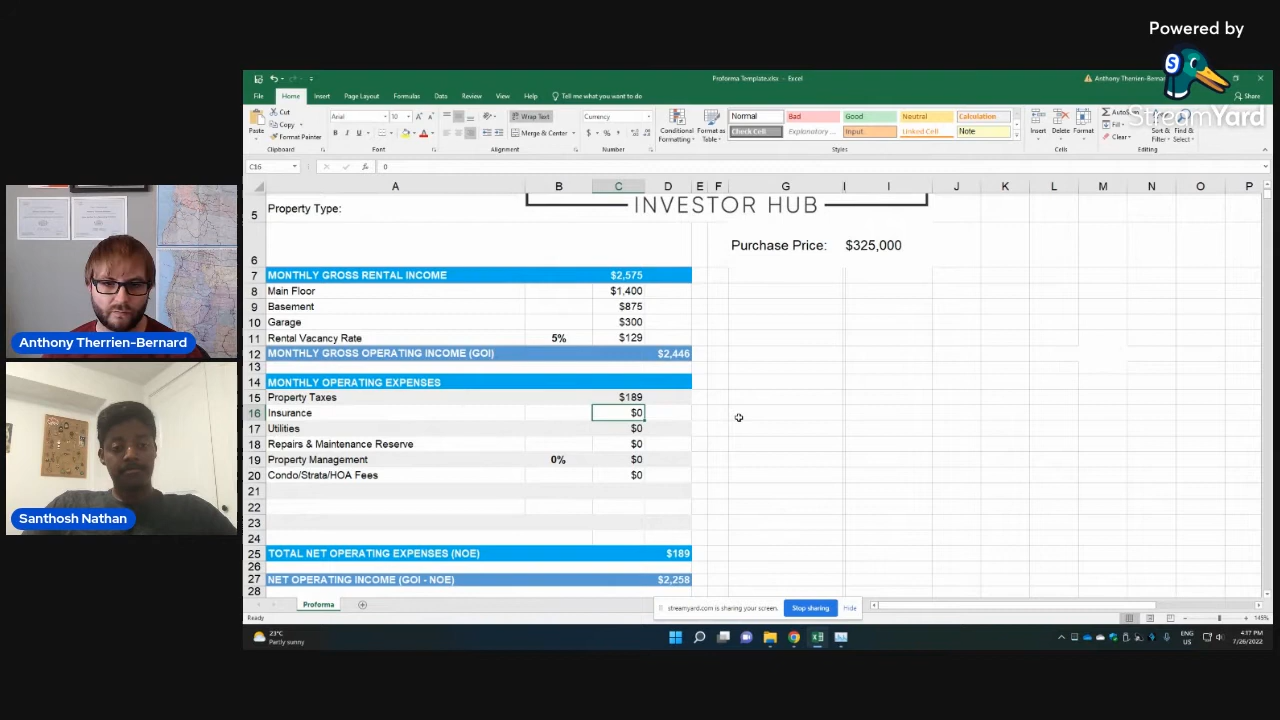 Powered by
StreamYard
Proforma Template.xlsx - Excel
Anthony Therrien-Bernard
File Home Insert Page Layout Formulas Data Review View Help Tell me what you want to do Share
Paste Cut Copy Format Painter
Arial 10 Wrap Text Merge & Center Currency
Conditional Formatting Format as Table
Normal Bad Good Neutral Calculation
Check Cell Explanatory ... Input Linked Cell Note
Insert Delete Format
Fill Clear Sort & Filter Find & Select
Clipboard Font Alignment Number Styles Cells Editing
C16 fx 0
A B C D E F G I I J K L M N O P
5 Property Type: INVESTOR HUB
6 Purchase Price: $325,000
7 MONTHLY GROSS RENTAL INCOME $2,575
8 Main Floor $1,400
9 Basement $875
10 Garage $300
11 Rental Vacancy Rate 5% $129
12 MONTHLY GROSS OPERATING INCOME (GOI) $2,446
13
14 MONTHLY OPERATING EXPENSES
15 Property Taxes $189
16 Insurance $0
17 Utilities $0
18 Repairs & Maintenance Reserve $0
19 Property Management 0% $0
20 Condo/Strata/HOA Fees $0
21
22
23
24
25 TOTAL NET OPERATING EXPENSES (NOE) $189
26
27 NET OPERATING INCOME (GOI - NOE) $2,258
28
Proforma
streamyard.com is sharing your screen. Stop sharing Hide
Ready 145%
23°C
Partly sunny
ENG
US
4:37 PM
7/26/2022
Anthony Therrien-Bernard
Santhosh Nathan